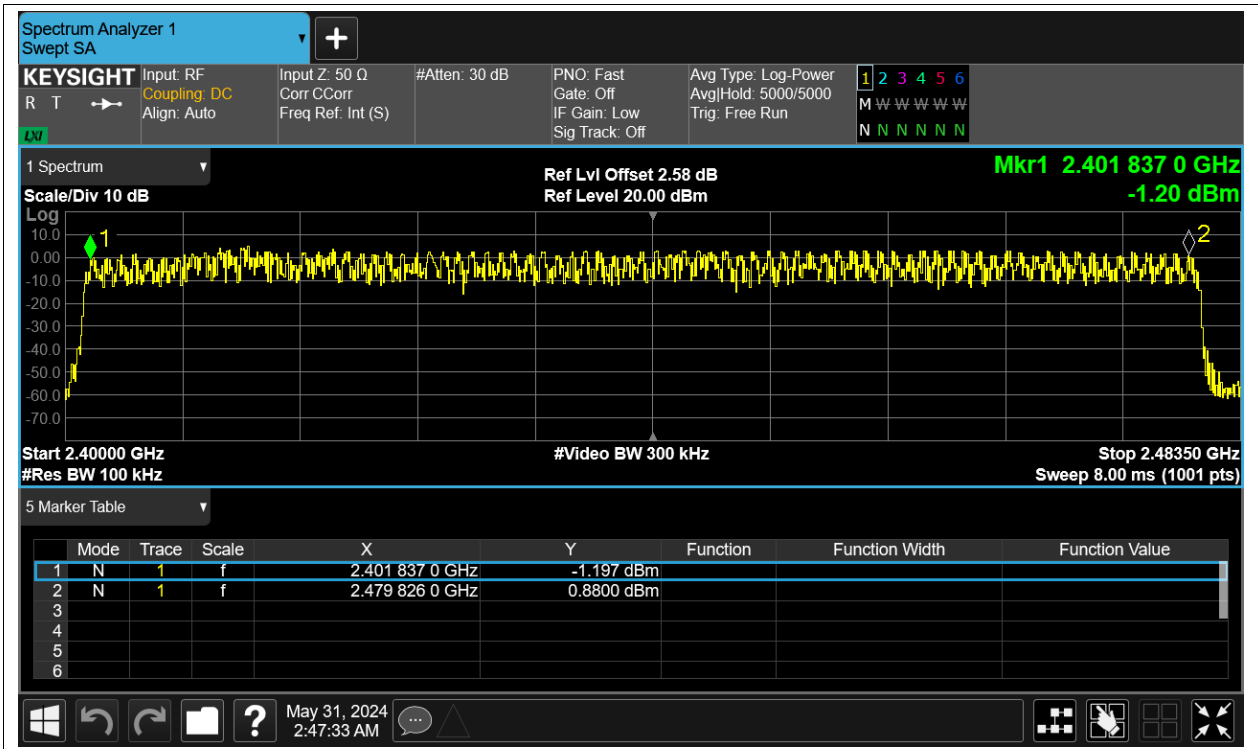 Spectrum Analyzer 1
Swept SA
KEYSIGHT
R T
LXI
Input: RF
Coupling: DC
Align: Auto
Input Z: 50 Ω
Corr CCorr
Freq Ref: Int (S)
#Atten: 30 dB
PNO: Fast
Gate: Off
IF Gain: Low
Sig Track: Off
Avg Type: Log-Power
Avg|Hold: 5000/5000
Trig: Free Run
1 2 3 4 5 6
M W W W W W
N N N N N N
1 Spectrum
Scale/Div 10 dB
Ref Lvl Offset 2.58 dB
Ref Level 20.00 dBm
Mkr1 2.401 837 0 GHz
-1.20 dBm
Log
10.0
0.00
-10.0
-20.0
-30.0
-40.0
-50.0
-60.0
-70.0
1
2
Start 2.40000 GHz
#Res BW 100 kHz
#Video BW 300 kHz
Stop 2.48350 GHz
Sweep 8.00 ms (1001 pts)
5 Marker Table
Mode Trace Scale X Y Function Function Width Function Value
1 N 1 f 2.401 837 0 GHz -1.197 dBm
2 N 1 f 2.479 826 0 GHz 0.8800 dBm
3
4
5
6
?
May 31, 2024
2:47:33 AM